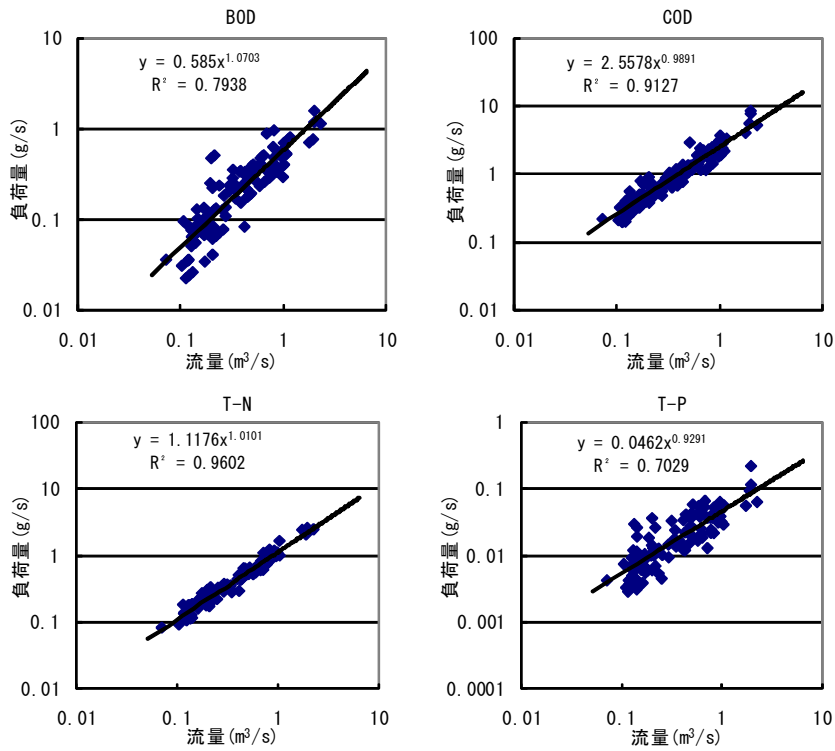 BOD
10
1
0.1
0.01
y = 0.585x^1.0703
R² = 0.7938
負荷量(g/s)
0.01 0.1 1 10
流量(m³/s)
COD
100
10
1
0.1
0.01
y = 2.5578x^0.9891
R² = 0.9127
負荷量(g/s)
0.01 0.1 1 10
流量(m³/s)
T-N
100
10
1
0.1
0.01
y = 1.1176x^1.0101
R² = 0.9602
負荷量(g/s)
0.01 0.1 1 10
流量(m³/s)
T-P
1
0.1
0.01
0.001
0.0001
y = 0.0462x^0.9291
R² = 0.7029
負荷量(g/s)
0.01 0.1 1 10
流量(m³/s)